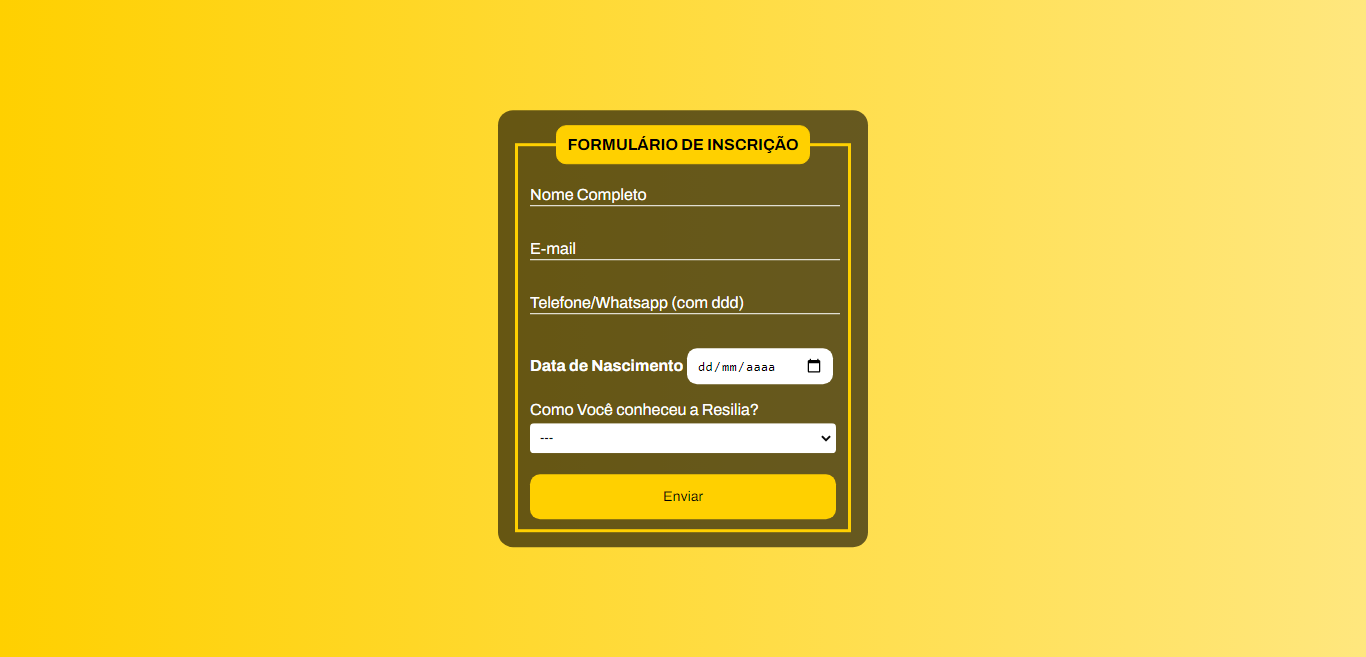 FORMULÁRIO DE INSCRIÇÃO
Nome Completo
E-mail
Telefone/Whatsapp (com ddd)
Data de Nascimento dd/mm/aaaa
Como Você conheceu a Resilia?
---
Enviar